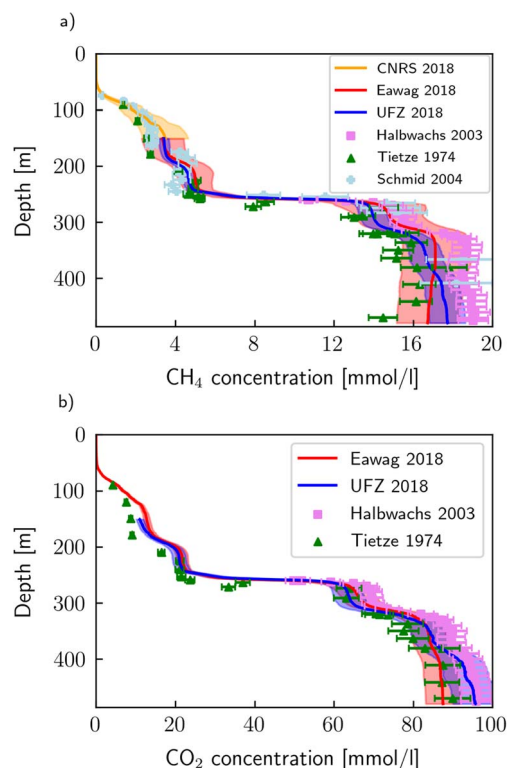 a)
0
100
200
300
400
Depth [m]
CNRS 2018
Eawag 2018
UFZ 2018
Halbwachs 2003
Tietze 1974
Schmid 2004
0 4 8 12 16 20
CH₄ concentration [mmol/l]
b)
0
100
200
300
400
Depth [m]
Eawag 2018
UFZ 2018
Halbwachs 2003
Tietze 1974
0 20 40 60 80 100
CO₂ concentration [mmol/l]